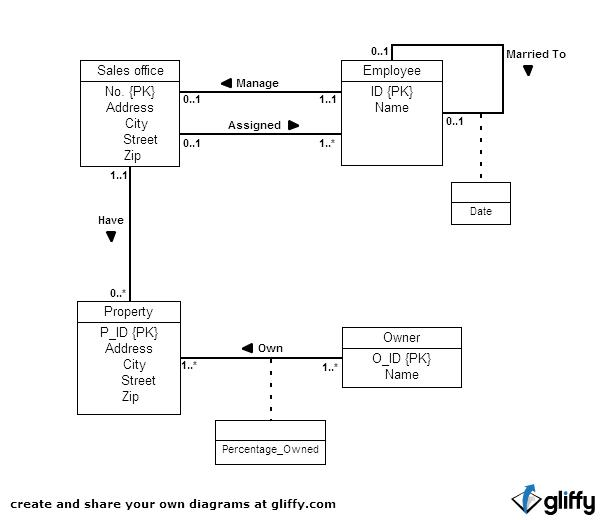 0..1
Married To
Sales office
No. {PK}
Address
City
Street
Zip
Manage
0..1
1..1
Assigned
0..1
1..*
Employee
ID {PK}
Name
0..1
Date
1..1
Have
0..*
Property
P_ID {PK}
Address
City
Street
Zip
Own
1..*
1..*
Owner
O_ID {PK}
Name
Percentage_Owned
create and share your own diagrams at gliffy.com
gliffy